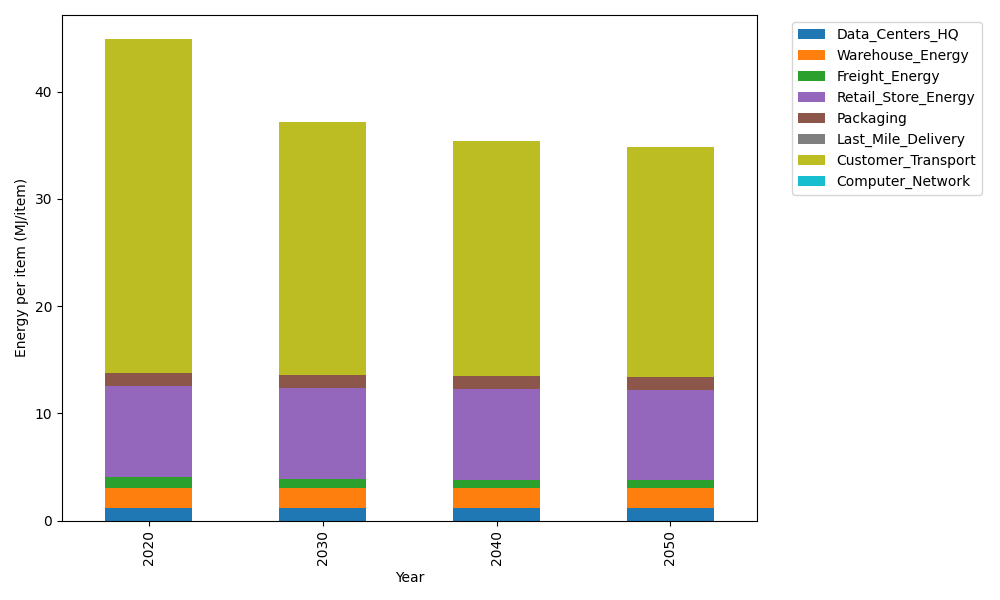 Energy per item (MJ/item)
40
30
20
10
0
2020
2030
2040
2050
Year
Data_Centers_HQ
Warehouse_Energy
Freight_Energy
Retail_Store_Energy
Packaging
Last_Mile_Delivery
Customer_Transport
Computer_Network